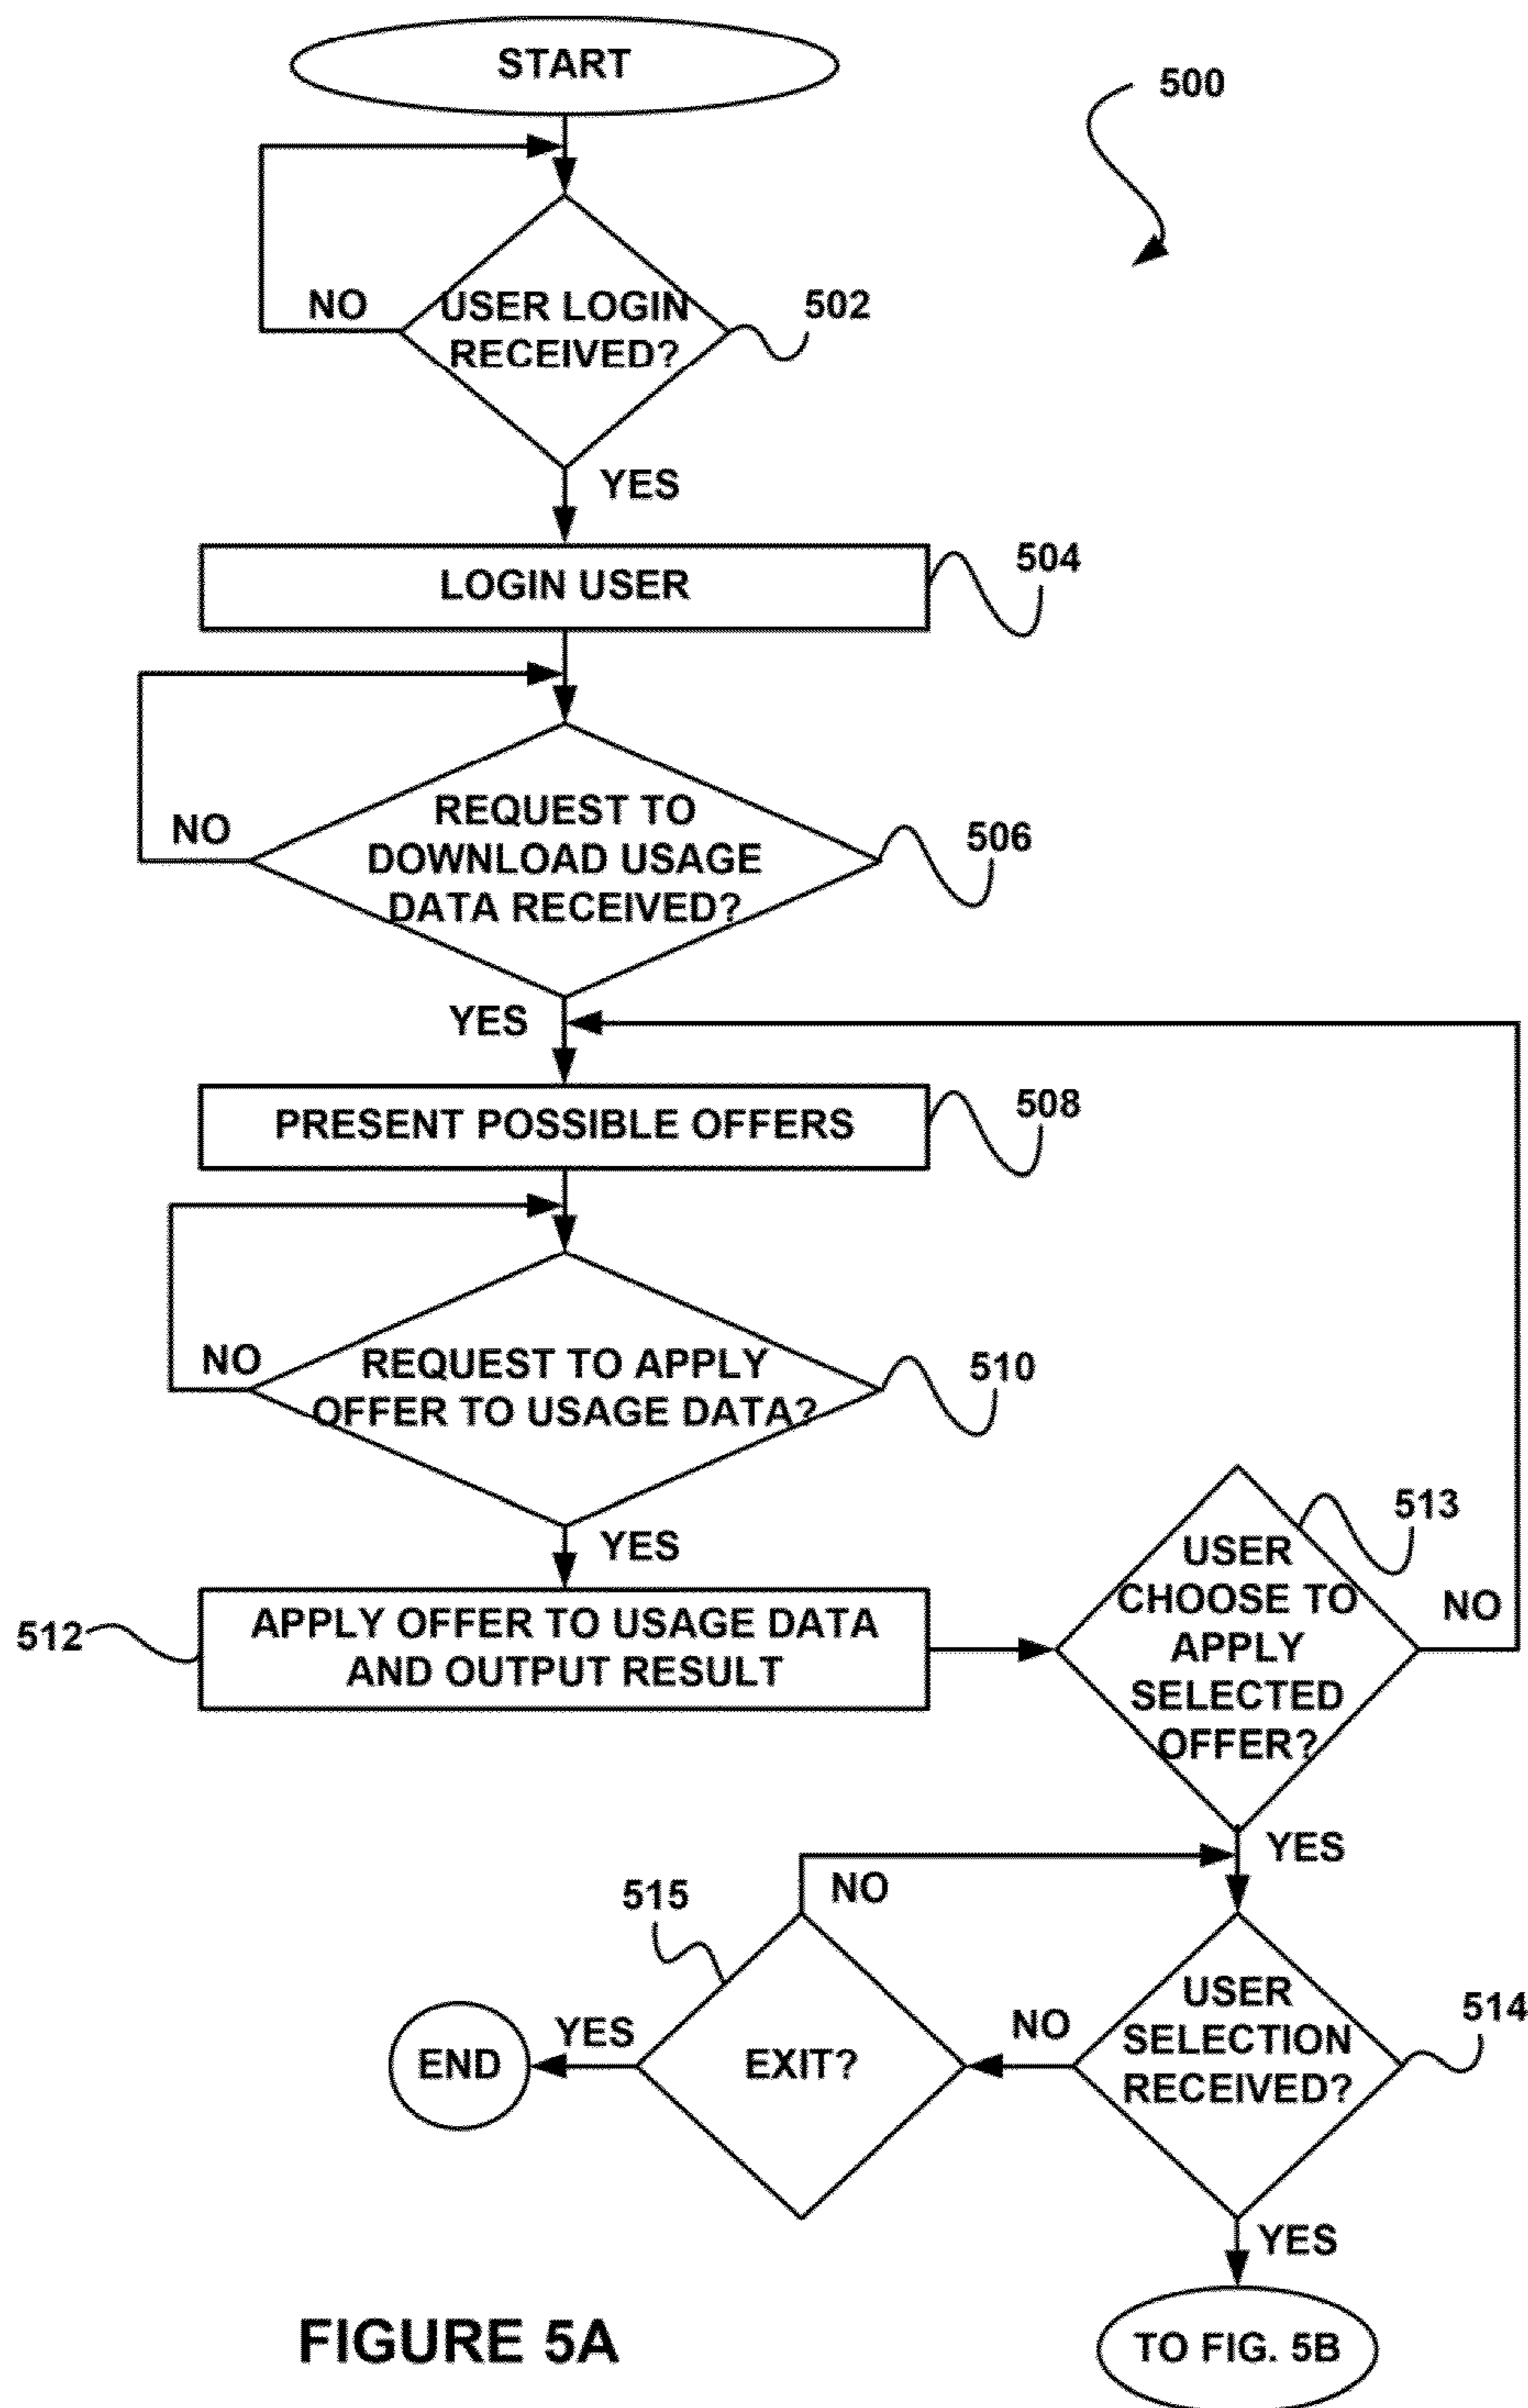 START
500
NO
USER LOGIN
RECEIVED?
502
YES
LOGIN USER
504
NO
REQUEST TO
DOWNLOAD USAGE
DATA RECEIVED?
506
YES
PRESENT POSSIBLE OFFERS
508
NO
REQUEST TO APPLY
OFFER TO USAGE DATA?
510
YES
512
APPLY OFFER TO USAGE DATA
AND OUTPUT RESULT
USER
CHOOSE TO
APPLY
SELECTED
OFFER?
513
NO
YES
515
NO
EXIT?
YES
END
NO
USER
SELECTION
RECEIVED?
514
YES
TO FIG. 5B
FIGURE 5A